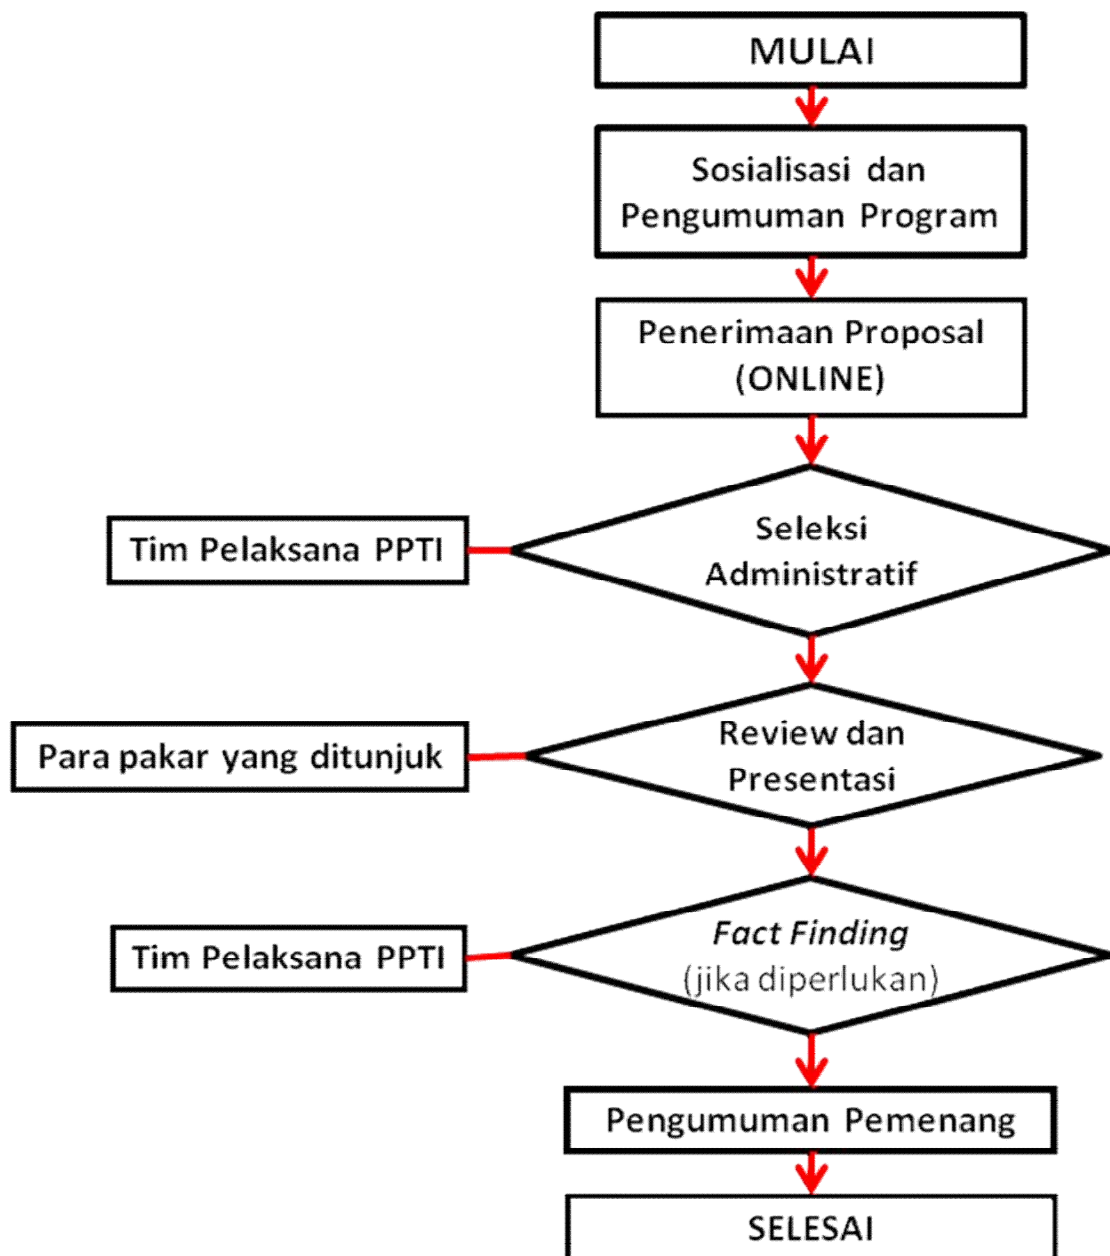 MULAI
Sosialisasi dan
Pengumuman Program
Penerimaan Proposal
(ONLINE)
Tim Pelaksana PPTI
Seleksi
Administratif
Para pakar yang ditunjuk
Review dan
Presentasi
Tim Pelaksana PPTI
Fact Finding
(jika diperlukan)
Pengumuman Pemenang
SELESAI